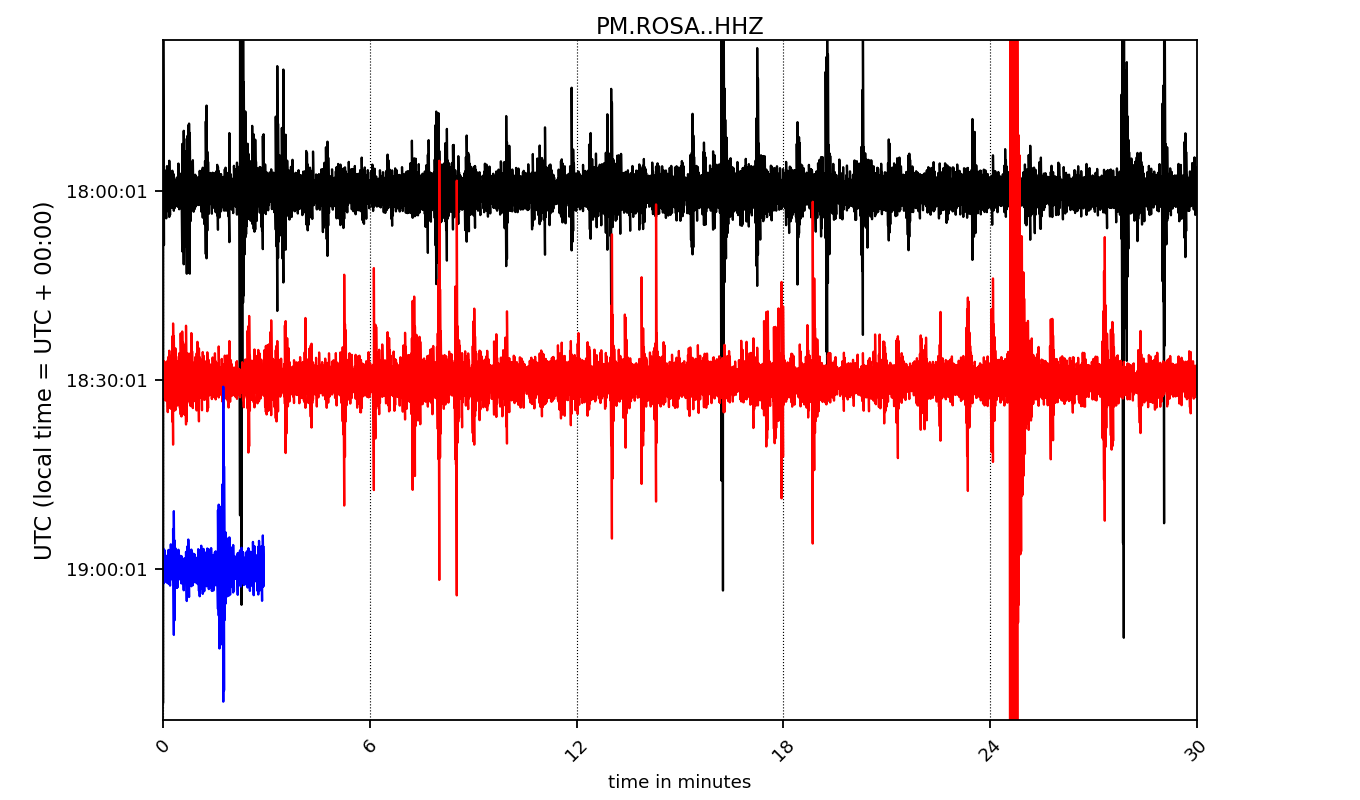 PM.ROSA..HHZ
UTC (local time = UTC + 00:00)
18:00:01
18:30:01
19:00:01
0 6 12 18 24 30
time in minutes